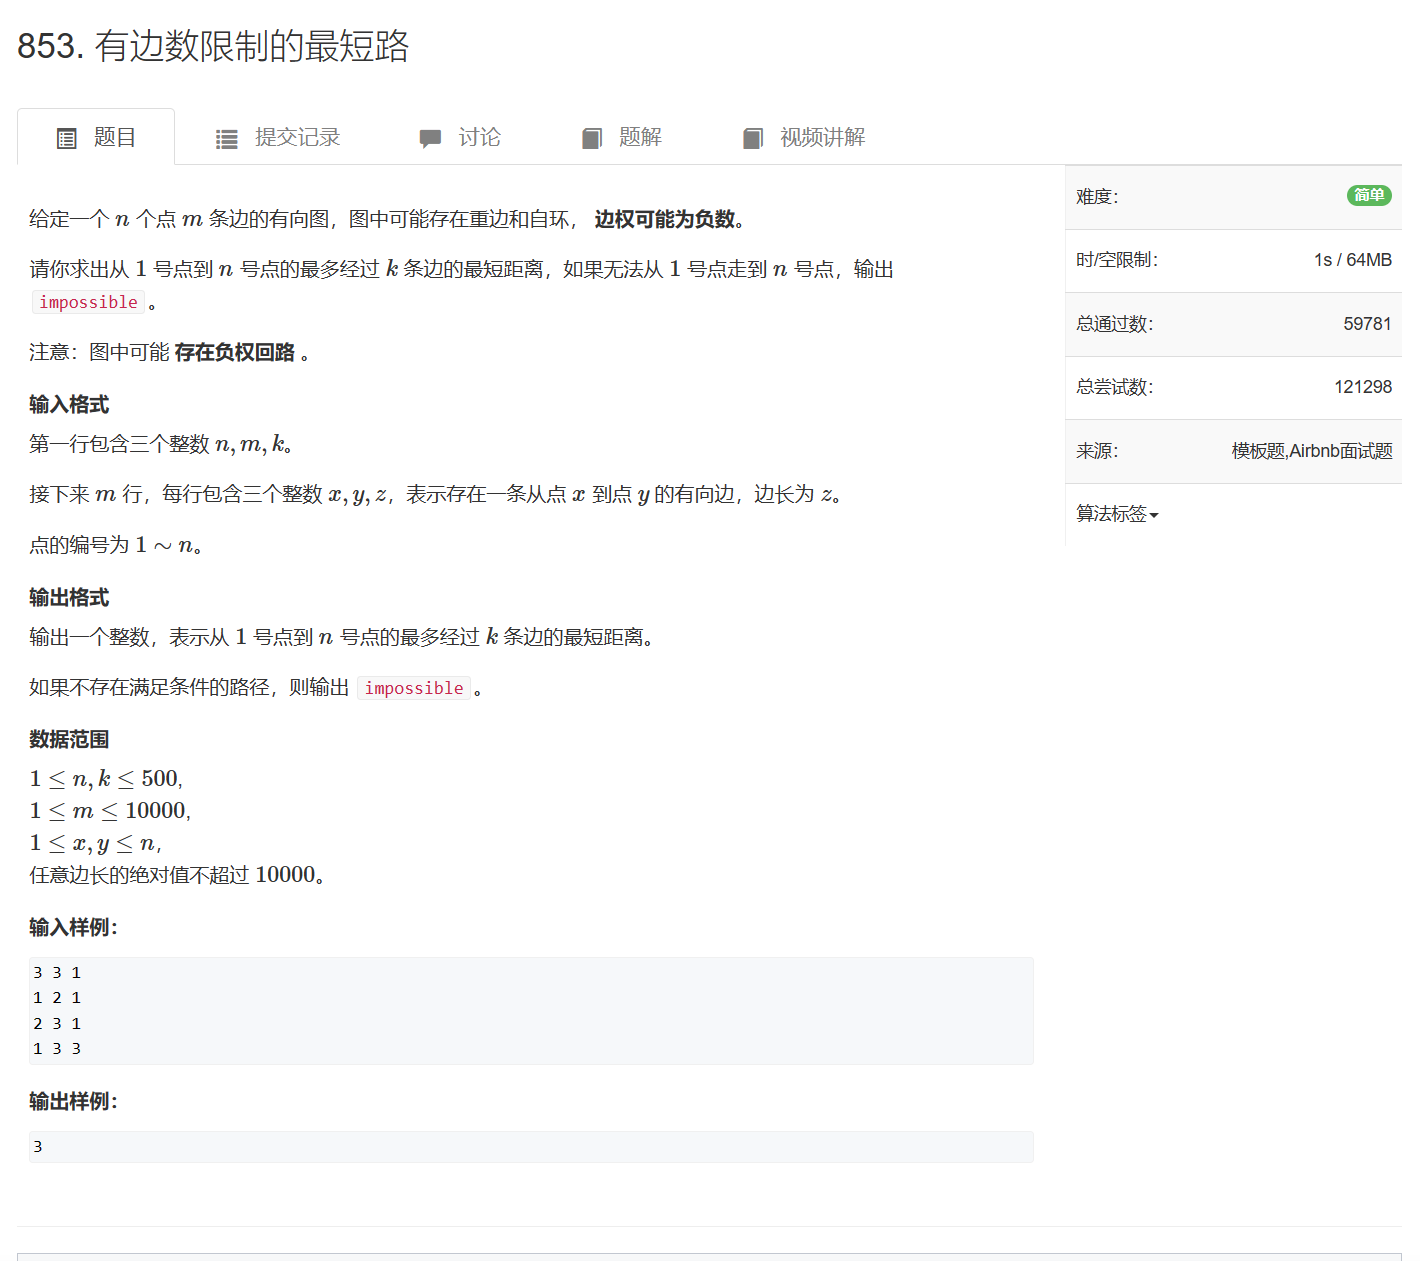 853. 有边数限制的最短路
题目 提交记录 讨论 题解 视频讲解
给定一个 n 个点 m 条边的有向图，图中可能存在重边和自环， 边权可能为负数。
请你求出从 1 号点到 n 号点的最多经过 k 条边的最短距离，如果无法从 1 号点走到 n 号点，输出
impossible 。
注意：图中可能 存在负权回路 。
输入格式
第一行包含三个整数 n, m, k。
接下来 m 行，每行包含三个整数 x, y, z，表示存在一条从点 x 到点 y 的有向边，边长为 z。
点的编号为 1 ∼ n。
输出格式
输出一个整数，表示从 1 号点到 n 号点的最多经过 k 条边的最短距离。
如果不存在满足条件的路径，则输出 impossible 。
数据范围
1 ≤ n, k ≤ 500,
1 ≤ m ≤ 10000,
1 ≤ x, y ≤ n，
任意边长的绝对值不超过 10000。
输入样例：
3 3 1
1 2 1
2 3 1
1 3 3
输出样例：
3
难度： 简单
时/空限制： 1s / 64MB
总通过数： 59781
总尝试数： 121298
来源： 模板题,Airbnb面试题
算法标签